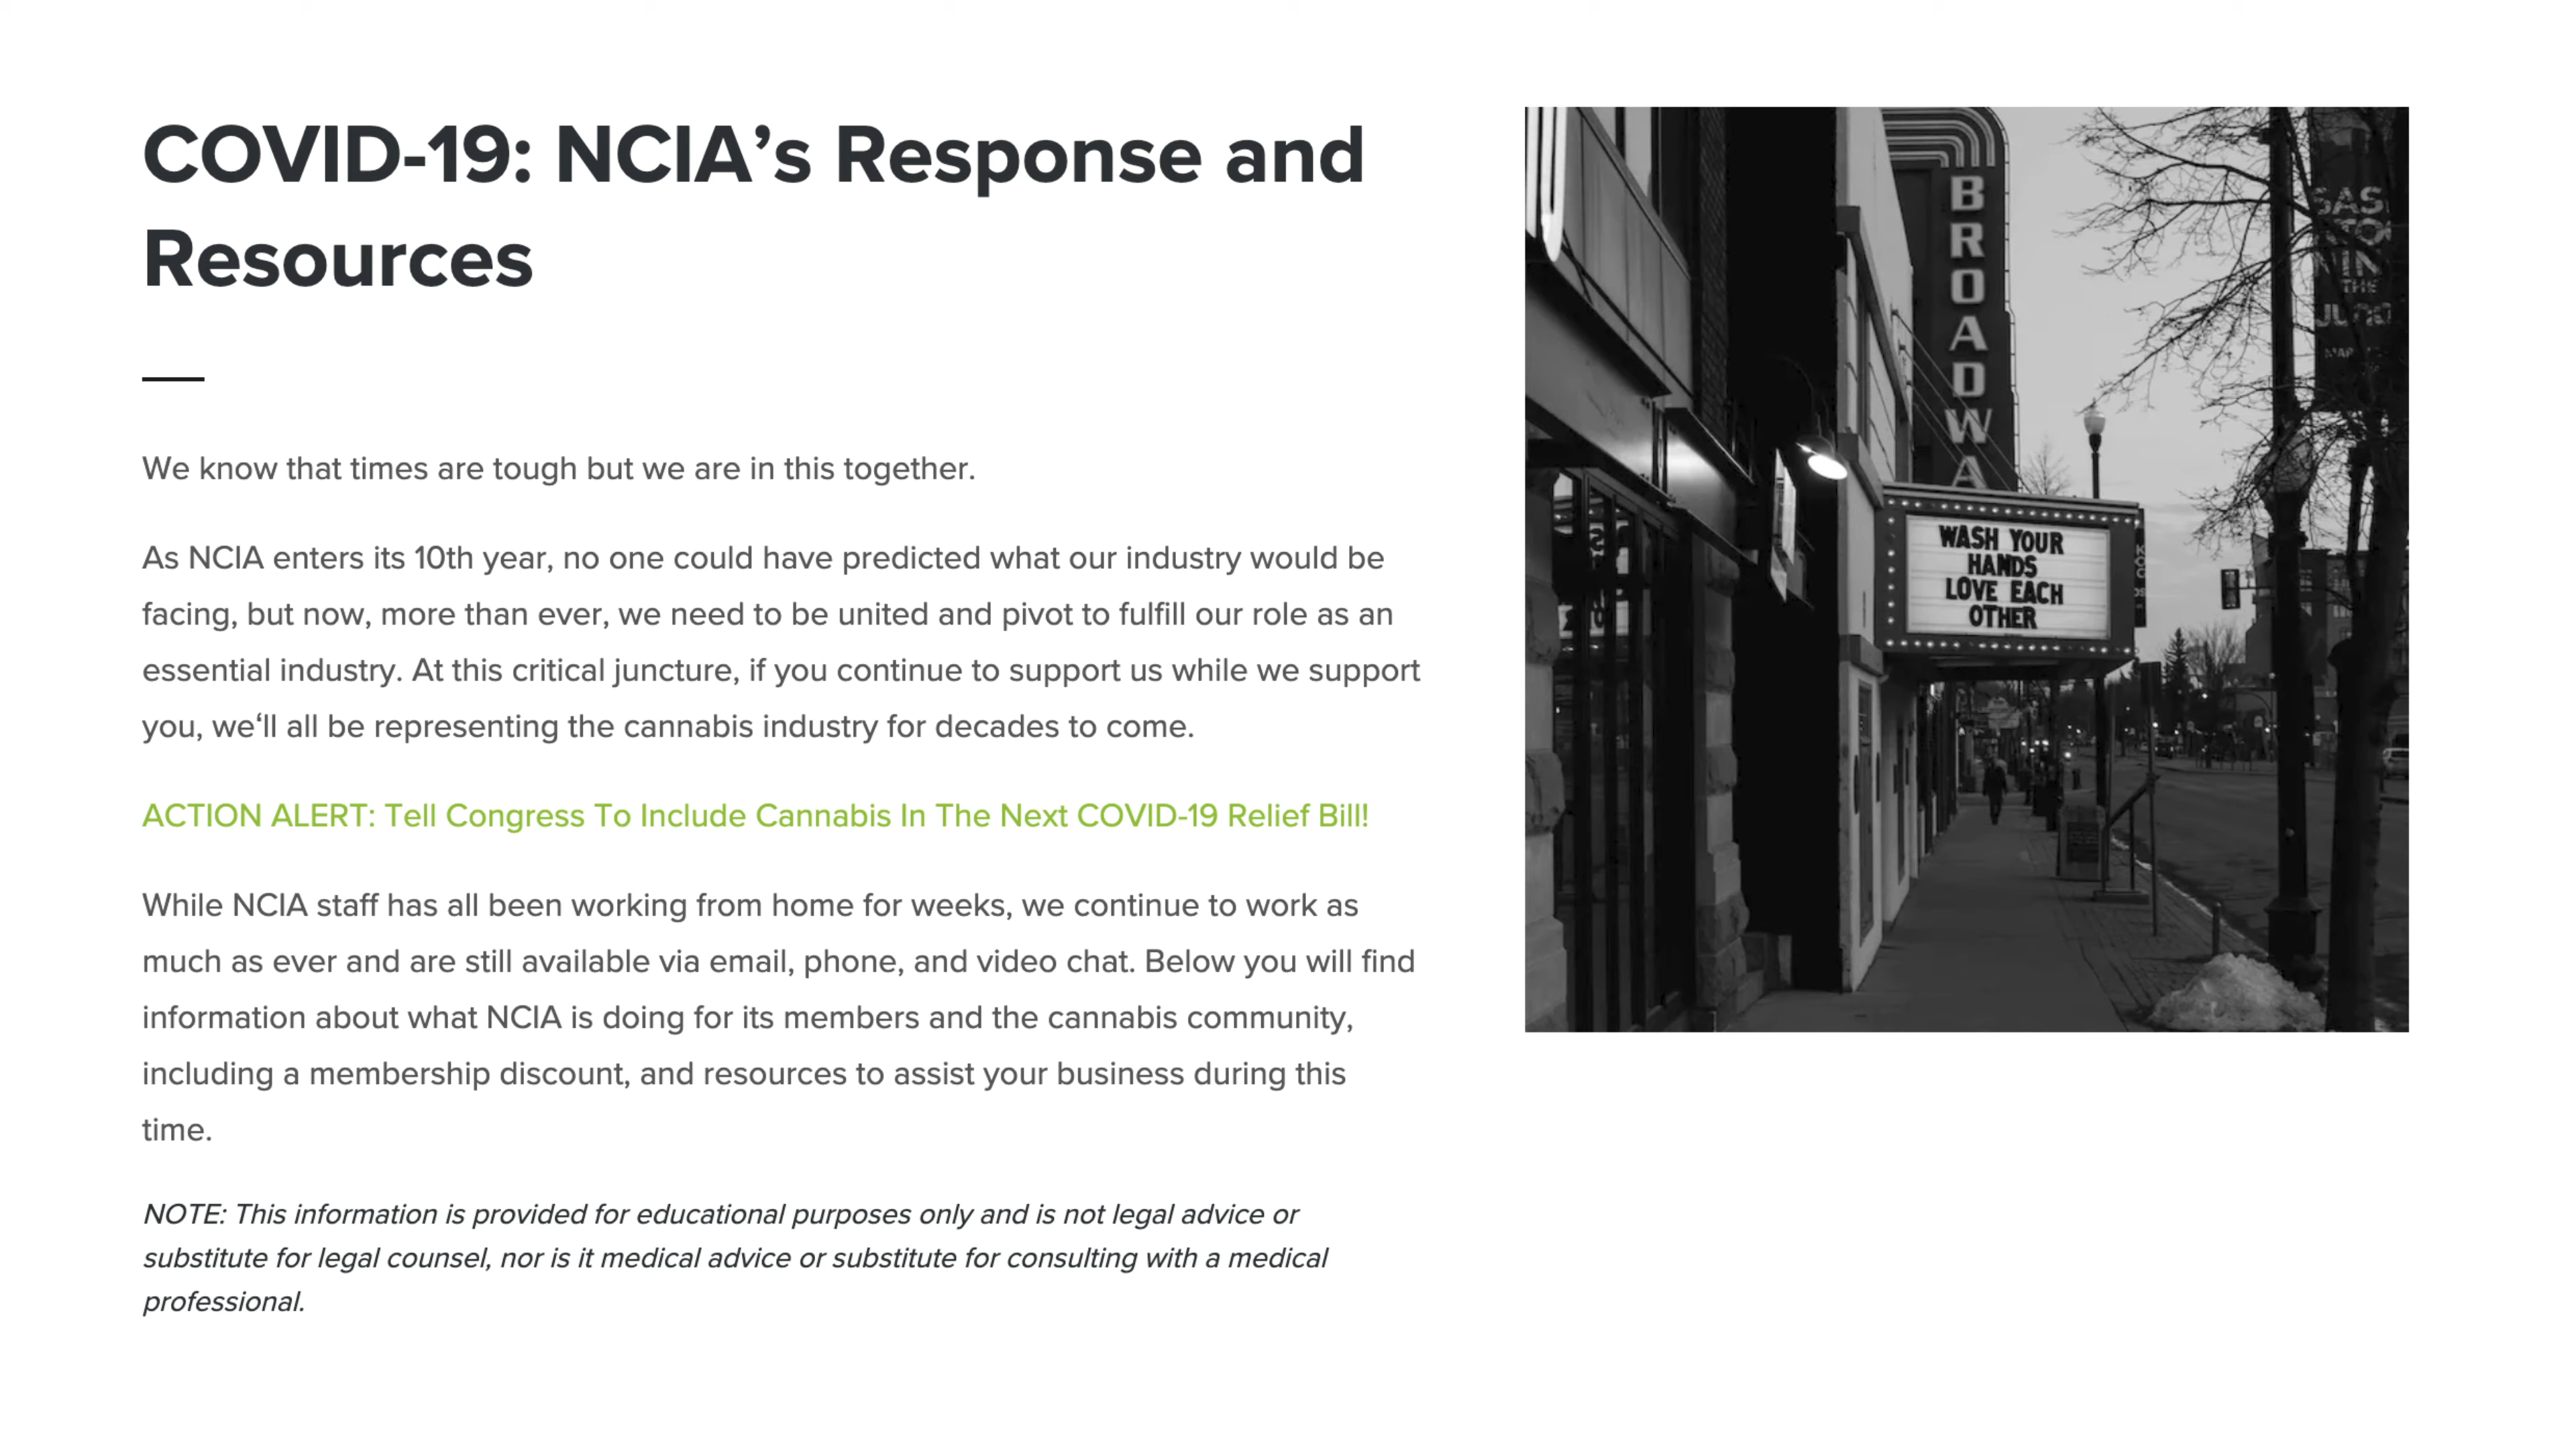 COVID-19: NCIA’s Response and
Resources
We know that times are tough but we are in this together.
As NCIA enters its 10th year, no one could have predicted what our industry would be
facing, but now, more than ever, we need to be united and pivot to fulfill our role as an
essential industry. At this critical juncture, if you continue to support us while we support
you, we‘ll all be representing the cannabis industry for decades to come.
ACTION ALERT: Tell Congress To Include Cannabis In The Next COVID-19 Relief Bill!
While NCIA staff has all been working from home for weeks, we continue to work as
much as ever and are still available via email, phone, and video chat. Below you will find
information about what NCIA is doing for its members and the cannabis community,
including a membership discount, and resources to assist your business during this
time.
NOTE: This information is provided for educational purposes only and is not legal advice or
substitute for legal counsel, nor is it medical advice or substitute for consulting with a medical
professional.
BROADWA
WASH YOUR
HANDS
LOVE EACH
OTHER
THE